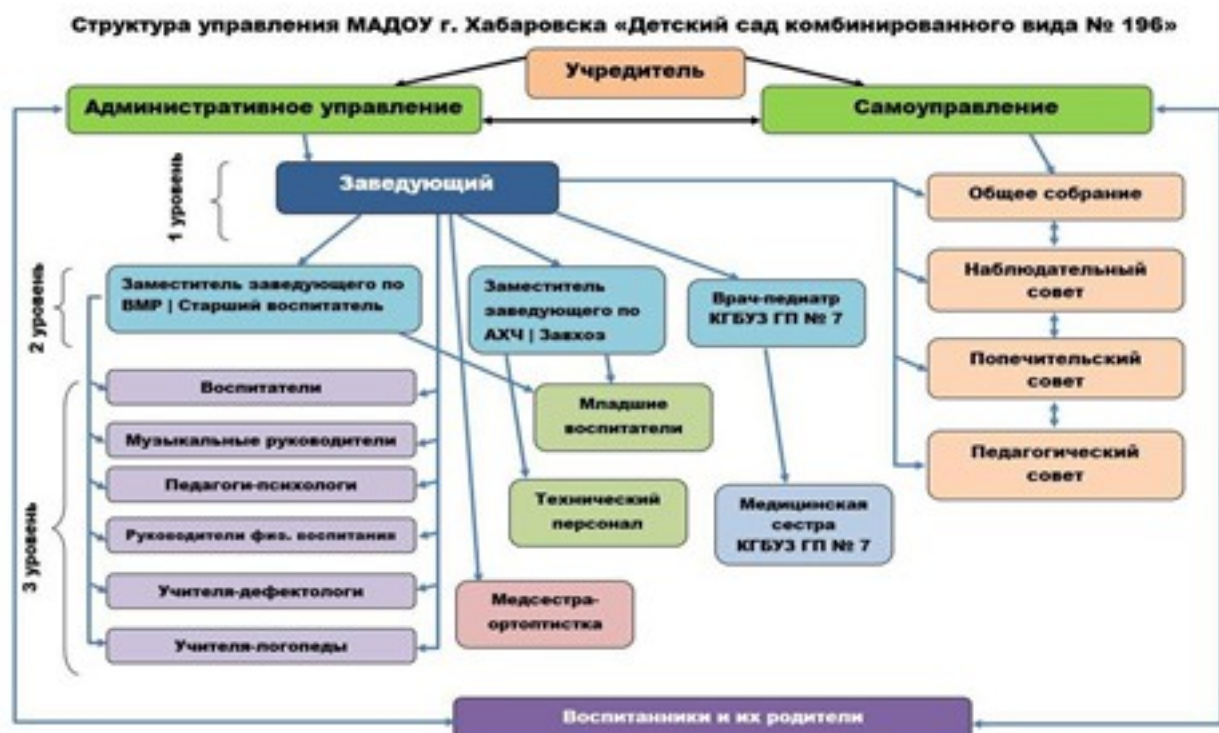 Структура управления МАДОУ г. Хабаровска «Детский сад комбинированного вида № 196»
Учредитель
Административное управление
Самоуправление
1 уровень
Заведующий
Общее собрание
2 уровень
Заместитель заведующего по
ВМР | Старший воспитатель
Заместитель
заведующего по
АХЧ | Завхоз
Врач-педиатр
КГБУЗ ГП № 7
Наблюдательный
совет
Попечительский
совет
3 уровень
Воспитатели
Музыкальные руководители
Педагоги-психологи
Руководители физ. воспитания
Учителя-дефектологи
Учителя-логопеды
Младшие
воспитатели
Технический
персонал
Медицинская
сестра
КГБУЗ ГП № 7
Педагогический
совет
Медсестра-
ортоптистка
Воспитанники и их родители